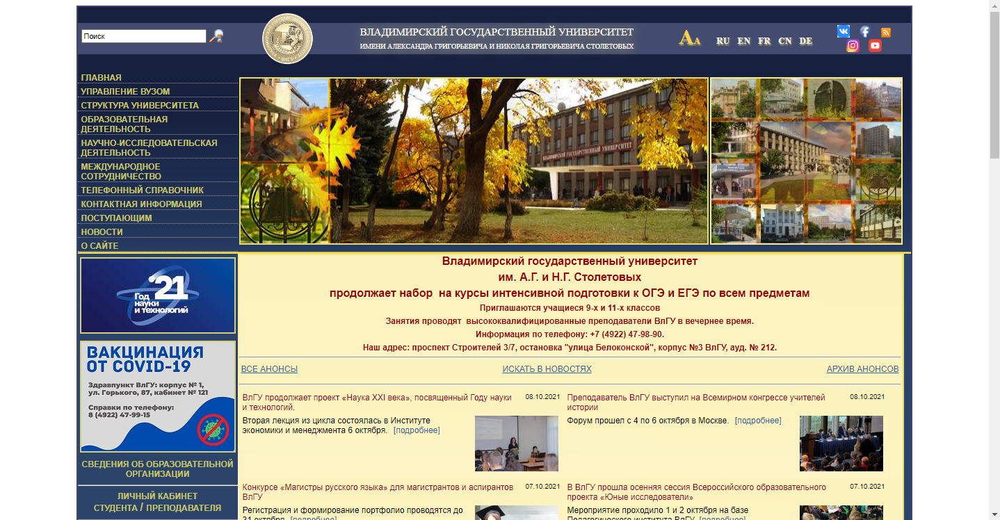 Поиск
ВЛАДИМИРСКИЙ ГОСУДАРСТВЕННЫЙ УНИВЕРСИТЕТ
ИМЕНИ АЛЕКСАНДРА ГРИГОРЬЕВИЧА И НИКОЛАЯ ГРИГОРЬЕВИЧА СТОЛЕТОВЫХ
АА RU EN FR CN DE
ГЛАВНАЯ
УПРАВЛЕНИЕ ВУЗОМ
СТРУКТУРА УНИВЕРСИТЕТА
ОБРАЗОВАТЕЛЬНАЯ
ДЕЯТЕЛЬНОСТЬ
НАУЧНО-ИССЛЕДОВАТЕЛЬСКАЯ
ДЕЯТЕЛЬНОСТЬ
МЕЖДУНАРОДНОЕ
СОТРУДНИЧЕСТВО
ТЕЛЕФОННЫЙ СПРАВОЧНИК
КОНТАКТНАЯ ИНФОРМАЦИЯ
ПОСТУПАЮЩИМ
НОВОСТИ
О САЙТЕ
ВЛАДИМИРСКИЙ ГОСУДАРСТВЕННЫЙ УНИВЕРСИТЕТ
'21
Год
науки
и технологий
ВАКЦИНАЦИЯ
ОТ COVID-19
Здравпункт ВлГУ: корпус № 1,
ул. Горького, 87, кабинет № 121
Справки по телефону:
8 (4922) 47-99-15
СВЕДЕНИЯ ОБ ОБРАЗОВАТЕЛЬНОЙ
ОРГАНИЗАЦИИ
ЛИЧНЫЙ КАБИНЕТ
СТУДЕНТА / ПРЕПОДАВАТЕЛЯ
Владимирский государственный университет
им. А.Г. и Н.Г. Столетовых
продолжает набор на курсы интенсивной подготовки к ОГЭ и ЕГЭ по всем предметам
Приглашаются учащиеся 9-х и 11-х классов
Занятия проводят высококвалифицированные преподаватели ВлГУ в вечернее время.
Информация по телефону: +7 (4922) 47-98-90.
Наш адрес: проспект Строителей 3/7, остановка "улица Белоконской", корпус №3 ВлГУ, ауд. № 212.
ВСЕ АНОНСЫ ИСКАТЬ В НОВОСТЯХ АРХИВ АНОНСОВ
ВлГУ продолжает проект «Наука XXI века», посвященный Году науки
и технологий.
08.10.2021
Вторая лекция из цикла состоялась в Институте
экономики и менеджмента 6 октября. [подробнее]
Преподаватель ВлГУ выступил на Всемирном конгрессе учителей
истории
08.10.2021
Форум прошел с 4 по 6 октября в Москве. [подробнее]
Конкурсе «Магистры русского языка» для магистрантов и аспирантов
ВлГУ
07.10.2021
Регистрация и формирование портфолио проводятся до
31 октября. [подробнее]
В ВлГУ прошла осенняя сессия Всероссийского образовательного
проекта «Юные исследователи»
07.10.2021
Мероприятие проходило 1 и 2 октября на базе
Педагогического института ВлГУ. [подробнее]